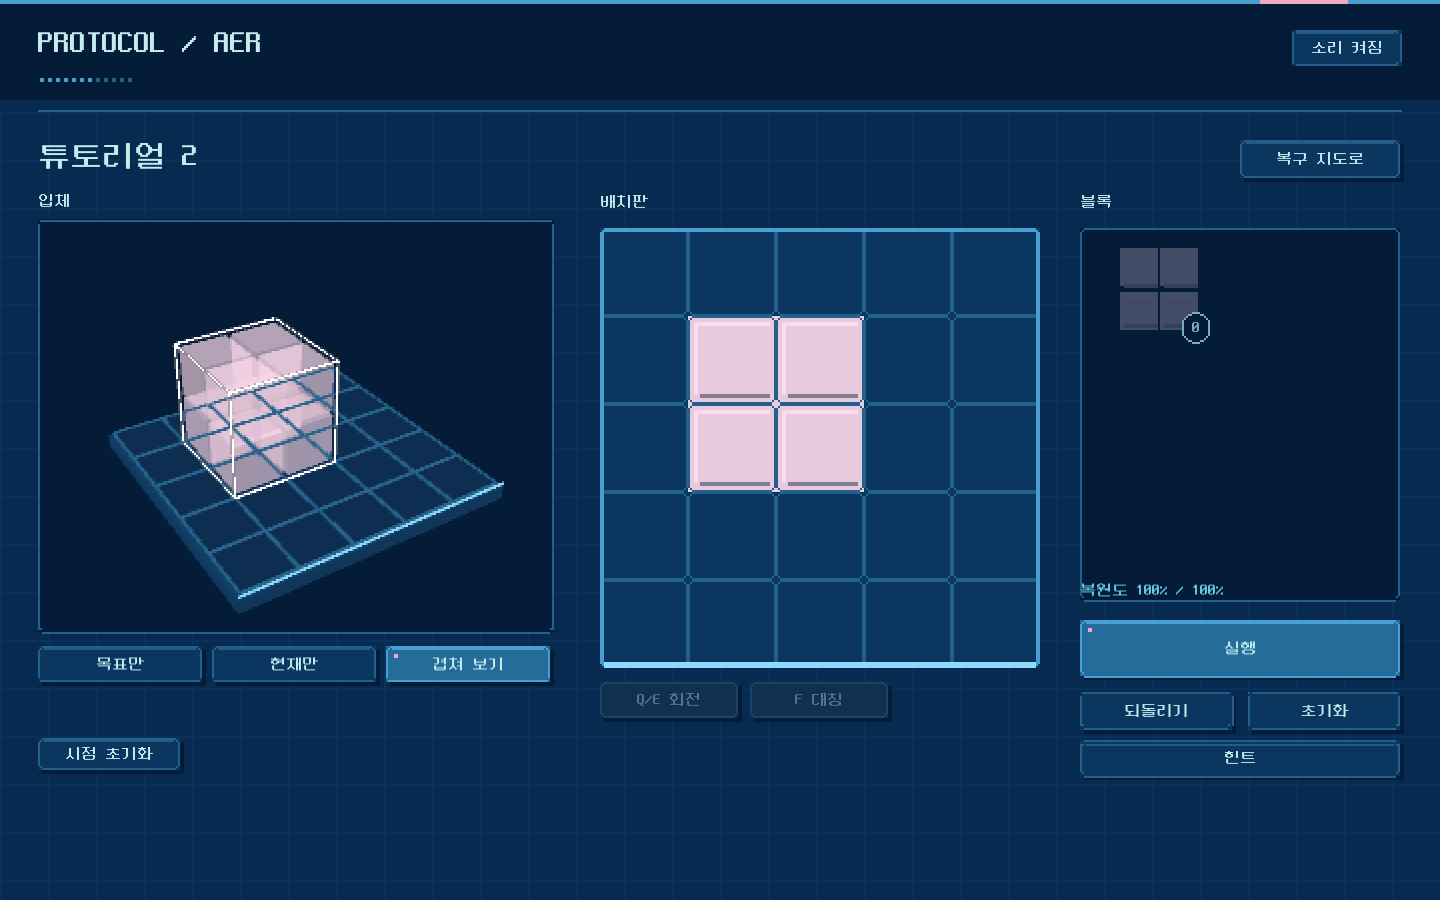 PROTOCOL / AER
소리 켜짐
튜토리얼 2
복구 지도로
입체
배치판
블록
0
복원도 100% / 100%
실행
목표만
현재만
겹쳐 보기
Q/E 회전
F 대칭
되돌리기
초기화
시점 초기화
힌트